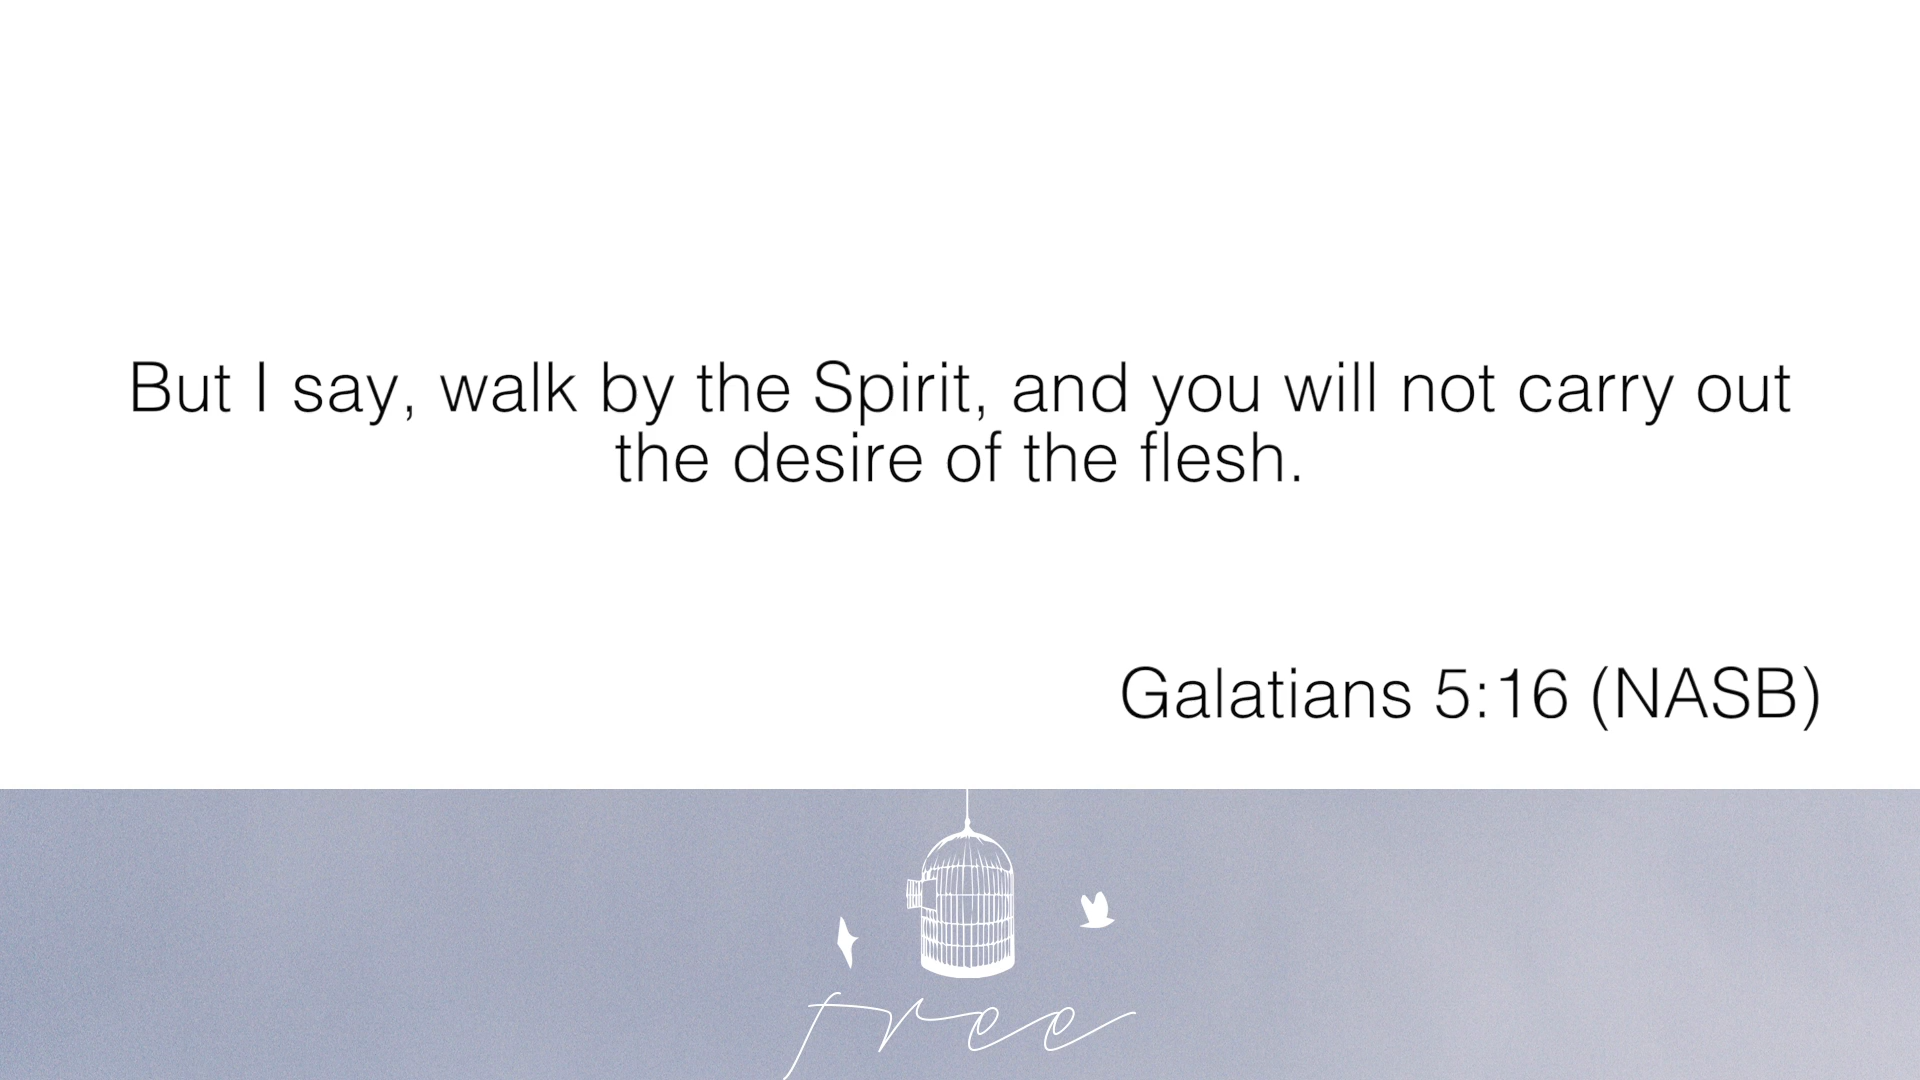 But I say, walk by the Spirit, and you will not carry out
the desire of the flesh.
Galatians 5:16 (NASB)
free